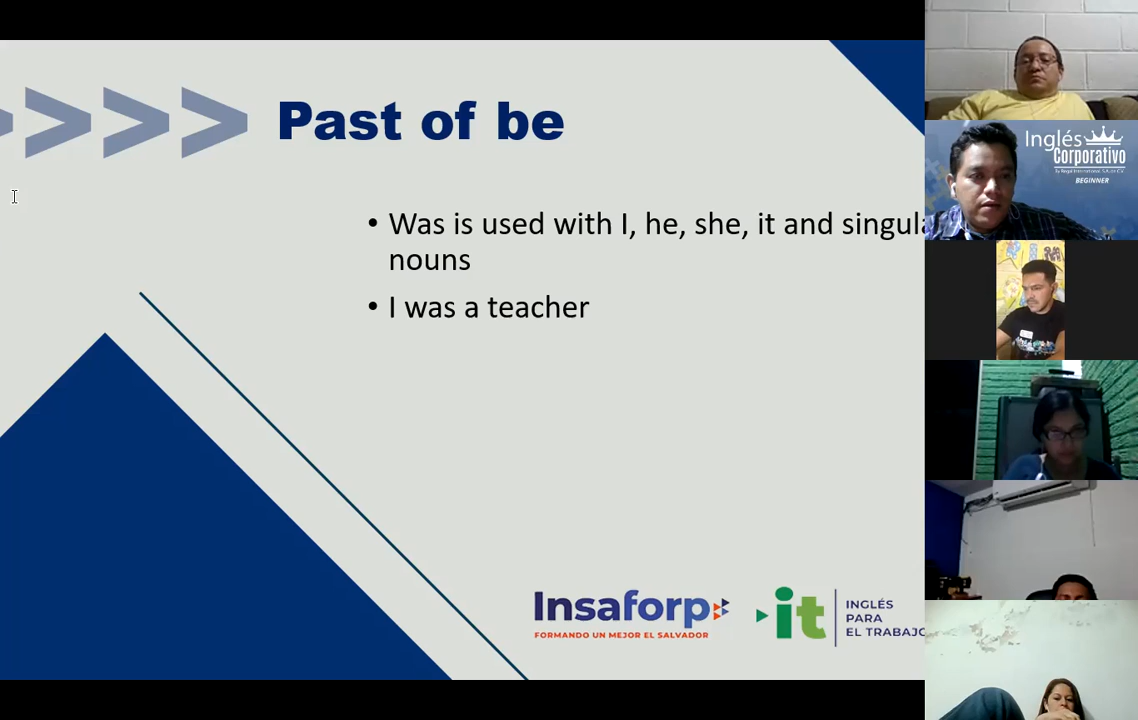 Past of be
• Was is used with I, he, she, it and singula
nouns
• I was a teacher
Insaforp
FORMANDO UN MEJOR EL SALVADOR
it
INGLÉS
PARA
EL TRABAJO
Inglés
Corporativo
BEGINNER